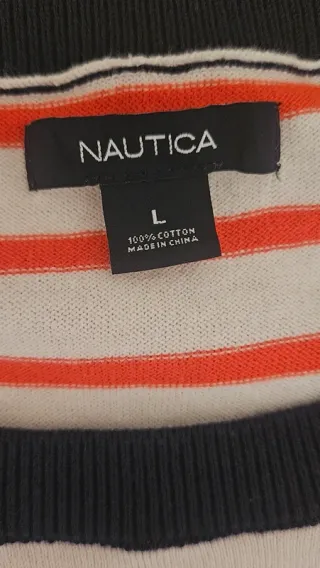 NAUTICA
L
100% COTTON
MADE IN CHINA